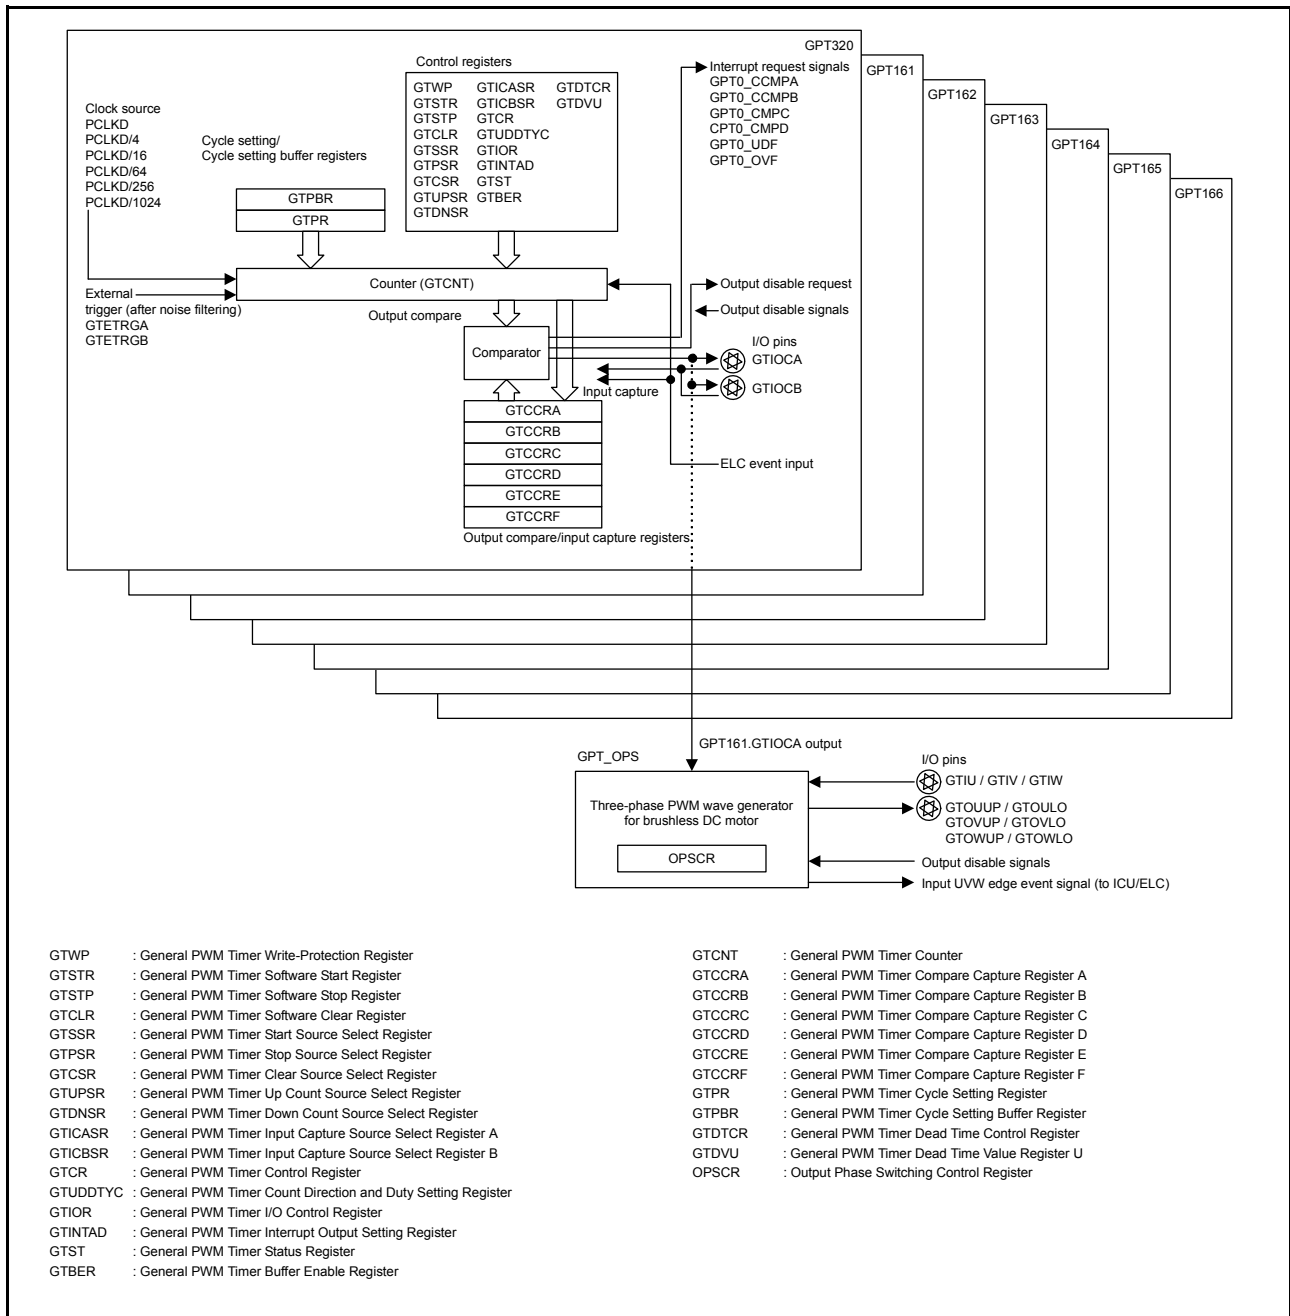 GPT320
GPT161
GPT162
GPT163
GPT164
GPT165
GPT166
Clock source
PCLKD
PCLKD/4
PCLKD/16
PCLKD/64
PCLKD/256
PCLKD/1024
Cycle setting/
Cycle setting buffer registers
GTPBR
GTPR
Control registers
GTWP GTICASR GTDTCR
GTSTR GTICBSR GTDVU
GTSTP GTCR
GTCLR GTUDDTYC
GTSSR GTIOR
GTPSR GTINTAD
GTCSR GTST
GTUPSR GTBER
GTDNSR
Interrupt request signals
GPT0_CCMPA
GPT0_CCMPB
GPT0_CMPC
CPT0_CMPD
GPT0_UDF
GPT0_OVF
External
trigger (after noise filtering)
GTETRGA
GTETRGB
Counter (GTCNT)
Output compare
Comparator
Output disable request
Output disable signals
I/O pins
GTIOCA
GTIOCB
Input capture
GTCCRA
GTCCRB
GTCCRC
GTCCRD
GTCCRE
GTCCRF
Output compare/input capture registers
ELC event input
GPT161.GTIOCA output
GPT_OPS
Three-phase PWM wave generator
for brushless DC motor
OPSCR
I/O pins
GTIU / GTIV / GTIW
GTOUUP / GTOULO
GTOVUP / GTOVLO
GTOWUP / GTOWLO
Output disable signals
Input UVW edge event signal (to ICU/ELC)
GTWP : General PWM Timer Write-Protection Register
GTSTR : General PWM Timer Software Start Register
GTSTP : General PWM Timer Software Stop Register
GTCLR : General PWM Timer Software Clear Register
GTSSR : General PWM Timer Start Source Select Register
GTPSR : General PWM Timer Stop Source Select Register
GTCSR : General PWM Timer Clear Source Select Register
GTUPSR : General PWM Timer Up Count Source Select Register
GTDNSR : General PWM Timer Down Count Source Select Register
GTICASR : General PWM Timer Input Capture Source Select Register A
GTICBSR : General PWM Timer Input Capture Source Select Register B
GTCR : General PWM Timer Control Register
GTUDDTYC : General PWM Timer Count Direction and Duty Setting Register
GTIOR : General PWM Timer I/O Control Register
GTINTAD : General PWM Timer Interrupt Output Setting Register
GTST : General PWM Timer Status Register
GTBER : General PWM Timer Buffer Enable Register
GTCNT : General PWM Timer Counter
GTCCRA : General PWM Timer Compare Capture Register A
GTCCRB : General PWM Timer Compare Capture Register B
GTCCRC : General PWM Timer Compare Capture Register C
GTCCRD : General PWM Timer Compare Capture Register D
GTCCRE : General PWM Timer Compare Capture Register E
GTCCRF : General PWM Timer Compare Capture Register F
GTPR : General PWM Timer Cycle Setting Register
GTPBR : General PWM Timer Cycle Setting Buffer Register
GTDTCR : General PWM Timer Dead Time Control Register
GTDVU : General PWM Timer Dead Time Value Register U
OPSCR : Output Phase Switching Control Register